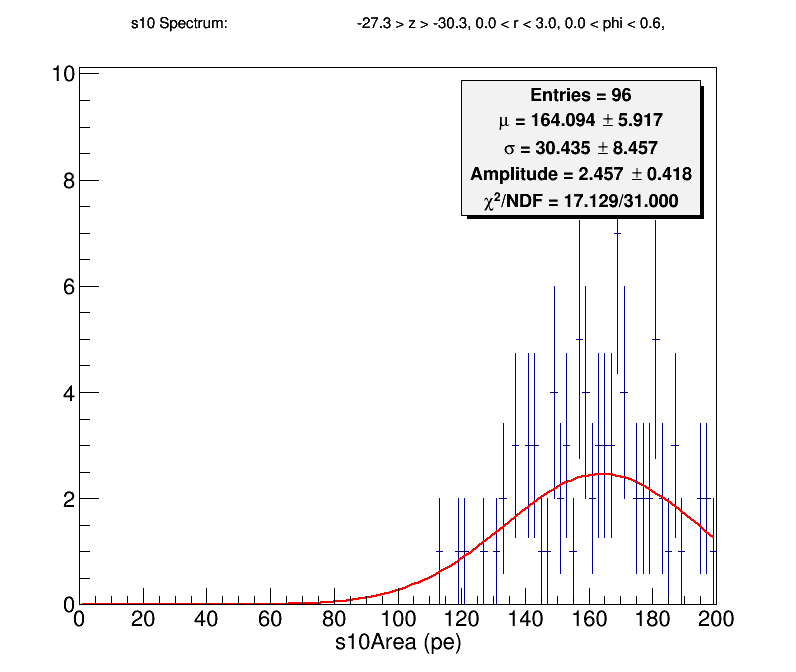 s10 Spectrum: -27.3 > z > -30.3, 0.0 < r < 3.0, 0.0 < phi < 0.6,
Entries = 96
μ = 164.094 ± 5.917
σ = 30.435 ± 8.457
Amplitude = 2.457 ± 0.418
χ²/NDF = 17.129/31.000
10
8
6
4
2
0
0 20 40 60 80 100 120 140 160 180 200
s10Area (pe)